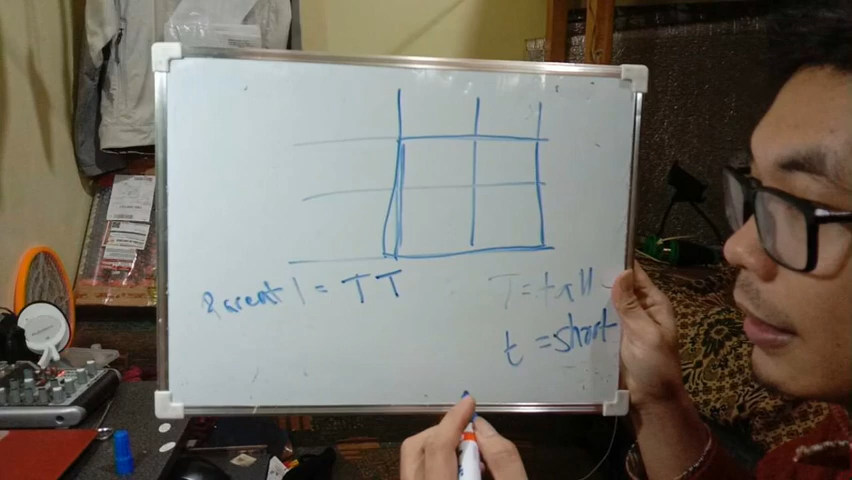 Parent 1 = TT
T = tall
t = short